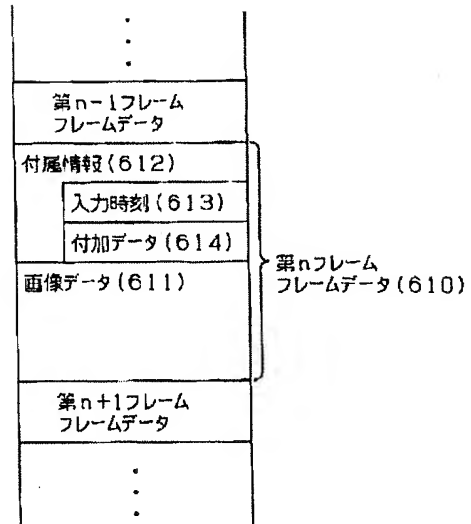 第n-1フレーム
フレームデータ
付属情報(612)
入力時刻(613)
付加データ(614)
画像データ(611)
第nフレーム
フレームデータ(610)
第n+1フレーム
フレームデータ